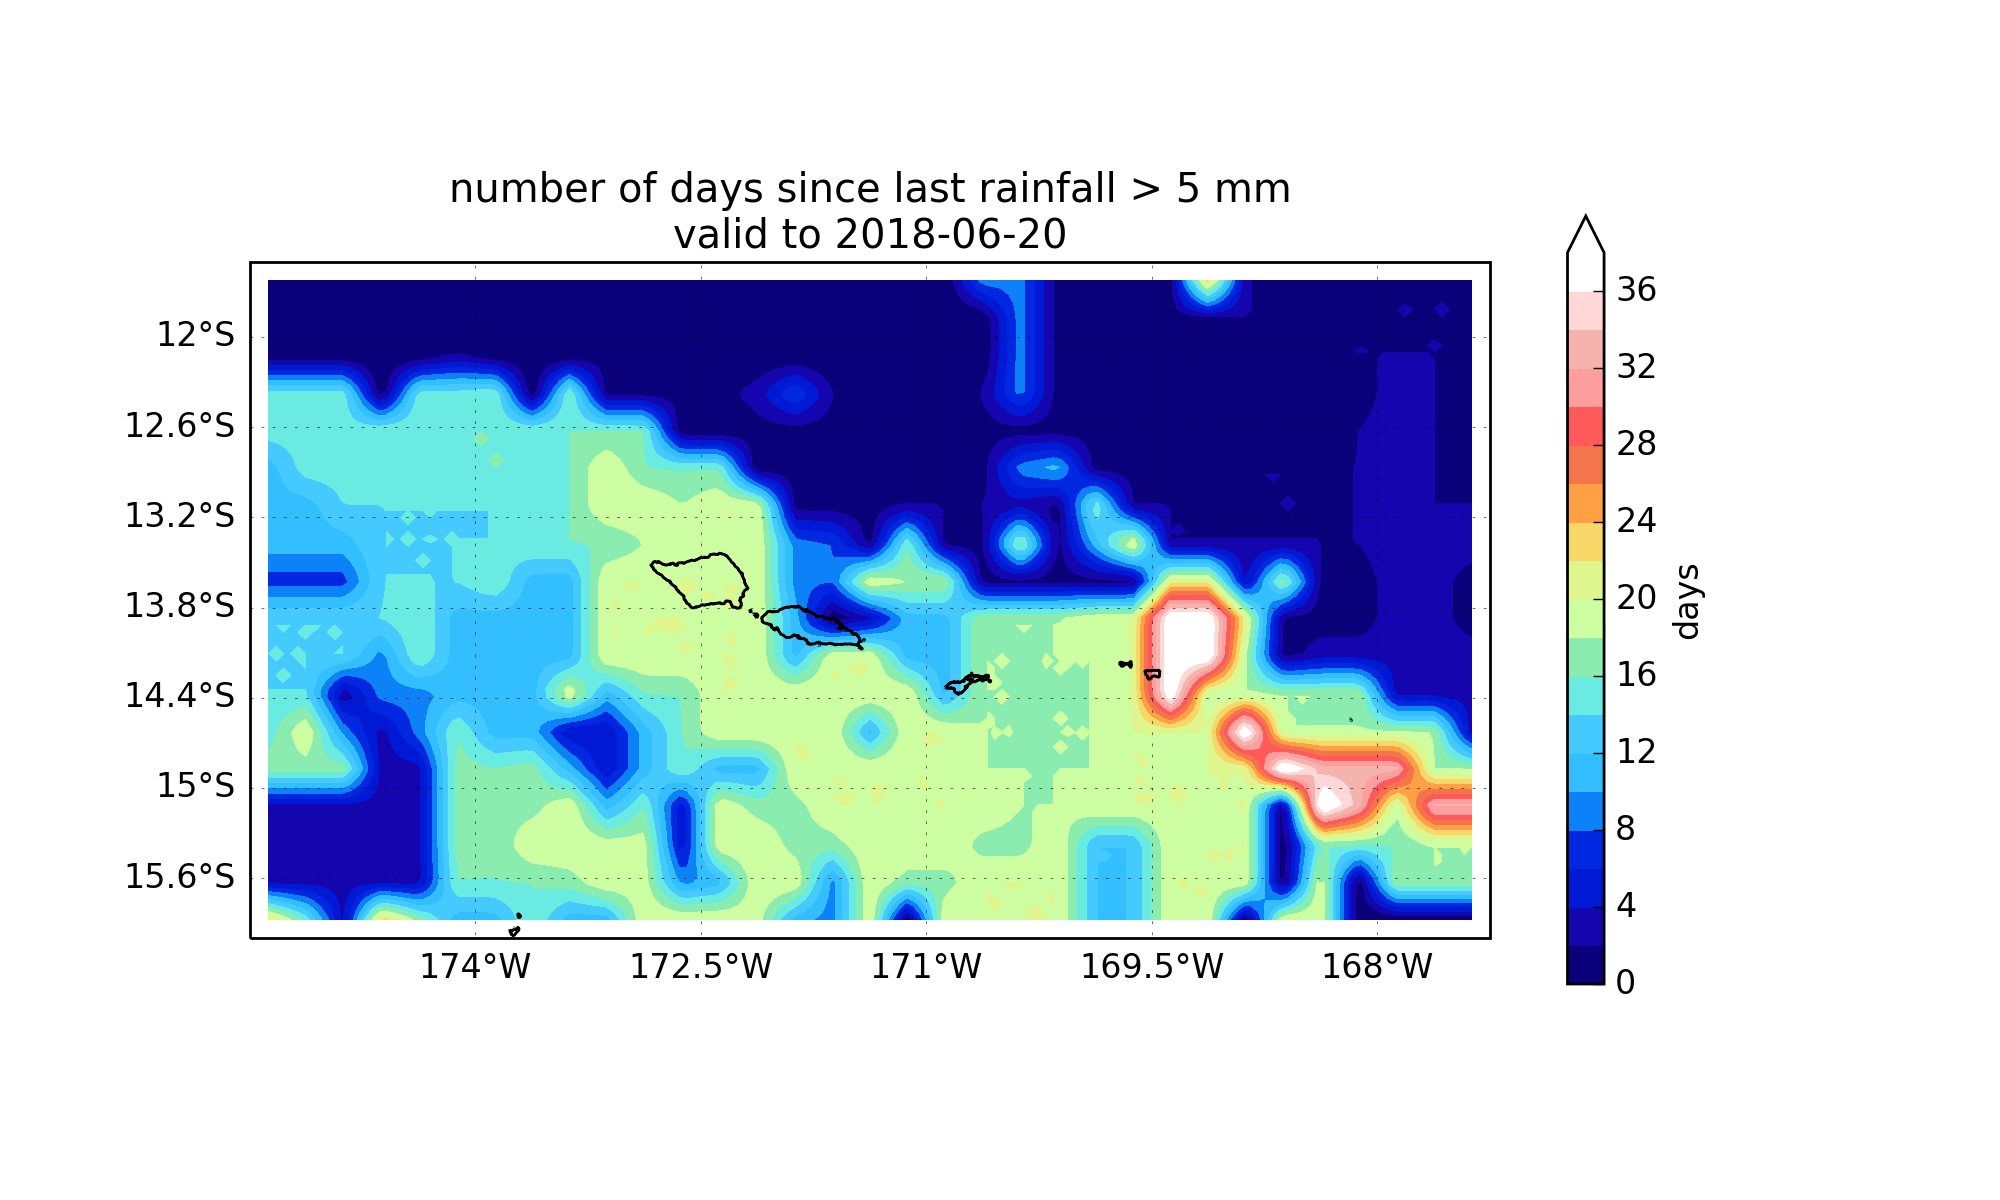 number of days since last rainfall > 5 mm
valid to 2018-06-20
12°S
12.6°S
13.2°S
13.8°S
14.4°S
15°S
15.6°S
174°W
172.5°W
171°W
169.5°W
168°W
36
32
28
24
20
16
12
8
4
0
days